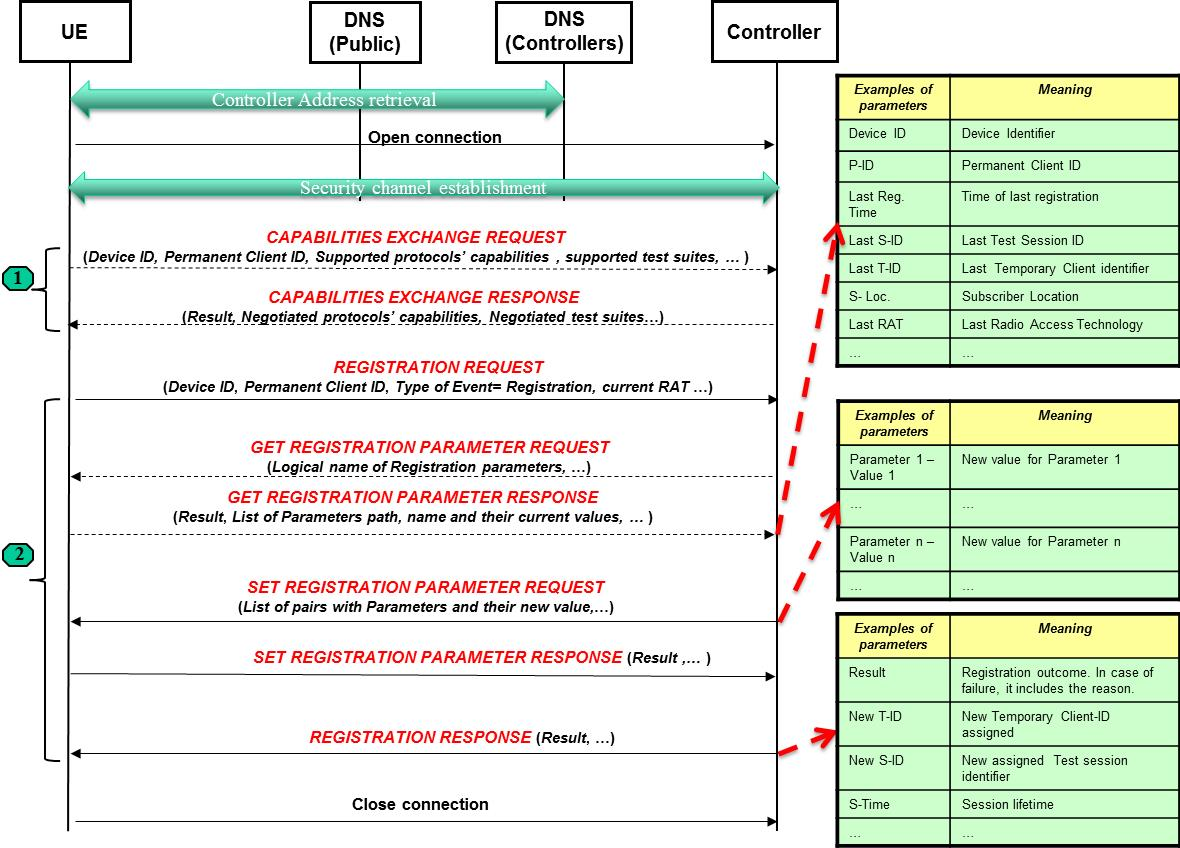 UE
DNS
(Public)
DNS
(Controllers)
Controller
Controller Address retrieval
Open connection
Security channel establishment
1
CAPABILITIES EXCHANGE REQUEST
(Device ID, Permanent Client ID, Supported protocols’ capabilities , supported test suites, … )
CAPABILITIES EXCHANGE RESPONSE
(Result, Negotiated protocols’ capabilities, Negotiated test suites…)
REGISTRATION REQUEST
(Device ID, Permanent Client ID, Type of Event= Registration, current RAT …)
2
GET REGISTRATION PARAMETER REQUEST
(Logical name of Registration parameters, …)
GET REGISTRATION PARAMETER RESPONSE
(Result, List of Parameters path, name and their current values, … )
SET REGISTRATION PARAMETER REQUEST
(List of pairs with Parameters and their new value,…)
SET REGISTRATION PARAMETER RESPONSE (Result ,… )
REGISTRATION RESPONSE (Result, …)
Close connection
Examples of
parameters
Meaning
Device ID
Device Identifier
P-ID
Permanent Client ID
Last Reg.
Time
Time of last registration
Last S-ID
Last Test Session ID
Last T-ID
Last Temporary Client identifier
S- Loc.
Subscriber Location
Last RAT
Last Radio Access Technology
…
…
Examples of
parameters
Meaning
Parameter 1 –
Value 1
New value for Parameter 1
…
…
Parameter n –
Value n
New value for Parameter n
…
…
Examples of
parameters
Meaning
Result
Registration outcome. In case of
failure, it includes the reason.
New T-ID
New Temporary Client-ID
assigned
New S-ID
New assigned Test session
identifier
S-Time
Session lifetime
…
…